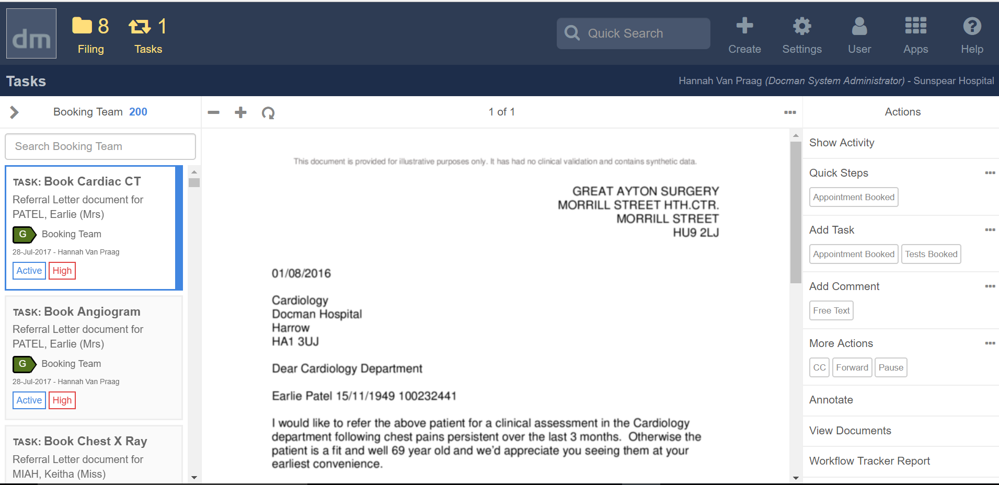 dm
8
Filing
1
Tasks
Quick Search
Create
Settings
User
Apps
Help
Tasks
Hannah Van Praag (Docman System Administrator) - Sunspear Hospital
Booking Team 200
Search Booking Team
TASK: Book Cardiac CT
Referral Letter document for
PATEL, Earlie (Mrs)
G Booking Team
28-Jul-2017 - Hannah Van Praag
Active High
TASK: Book Angiogram
Referral Letter document for
PATEL, Earlie (Mrs)
G Booking Team
28-Jul-2017 - Hannah Van Praag
Active High
TASK: Book Chest X Ray
Referral Letter document for
MIAH, Keitha (Miss)
1 of 1
This document is provided for illustrative purposes only. It has had no clinical validation and contains synthetic data.
GREAT AYTON SURGERY
MORRILL STREET HTH.CTR.
MORRILL STREET
HU9 2LJ
01/08/2016
Cardiology
Docman Hospital
Harrow
HA1 3UJ
Dear Cardiology Department
Earlie Patel 15/11/1949 100232441
I would like to refer the above patient for a clinical assessment in the Cardiology
department following chest pains persistent over the last 3 months.  Otherwise the
patient is a fit and well 69 year old and we'd appreciate you seeing them at your
earliest convenience.
Actions
Show Activity
Quick Steps
Appointment Booked
Add Task
Appointment Booked Tests Booked
Add Comment
Free Text
More Actions
CC Forward Pause
Annotate
View Documents
Workflow Tracker Report